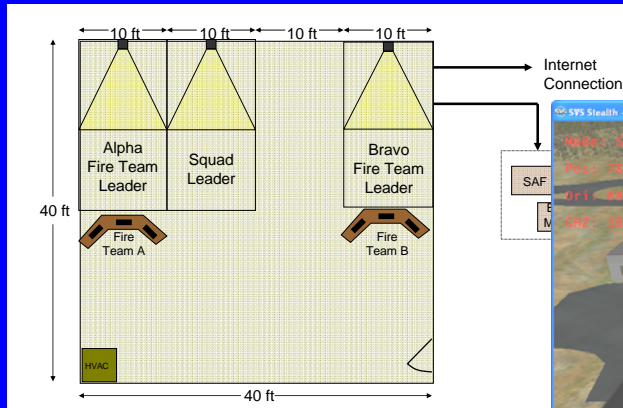 10 ft 10 ft 10 ft 10 ft
Internet
Connection
SVS Stealth
Alpha
Fire Team
Leader
Squad
Leader
Bravo
Fire Team
Leader
SAF
40 ft
Fire
Team A
Fire
Team B
HVAC
40 ft